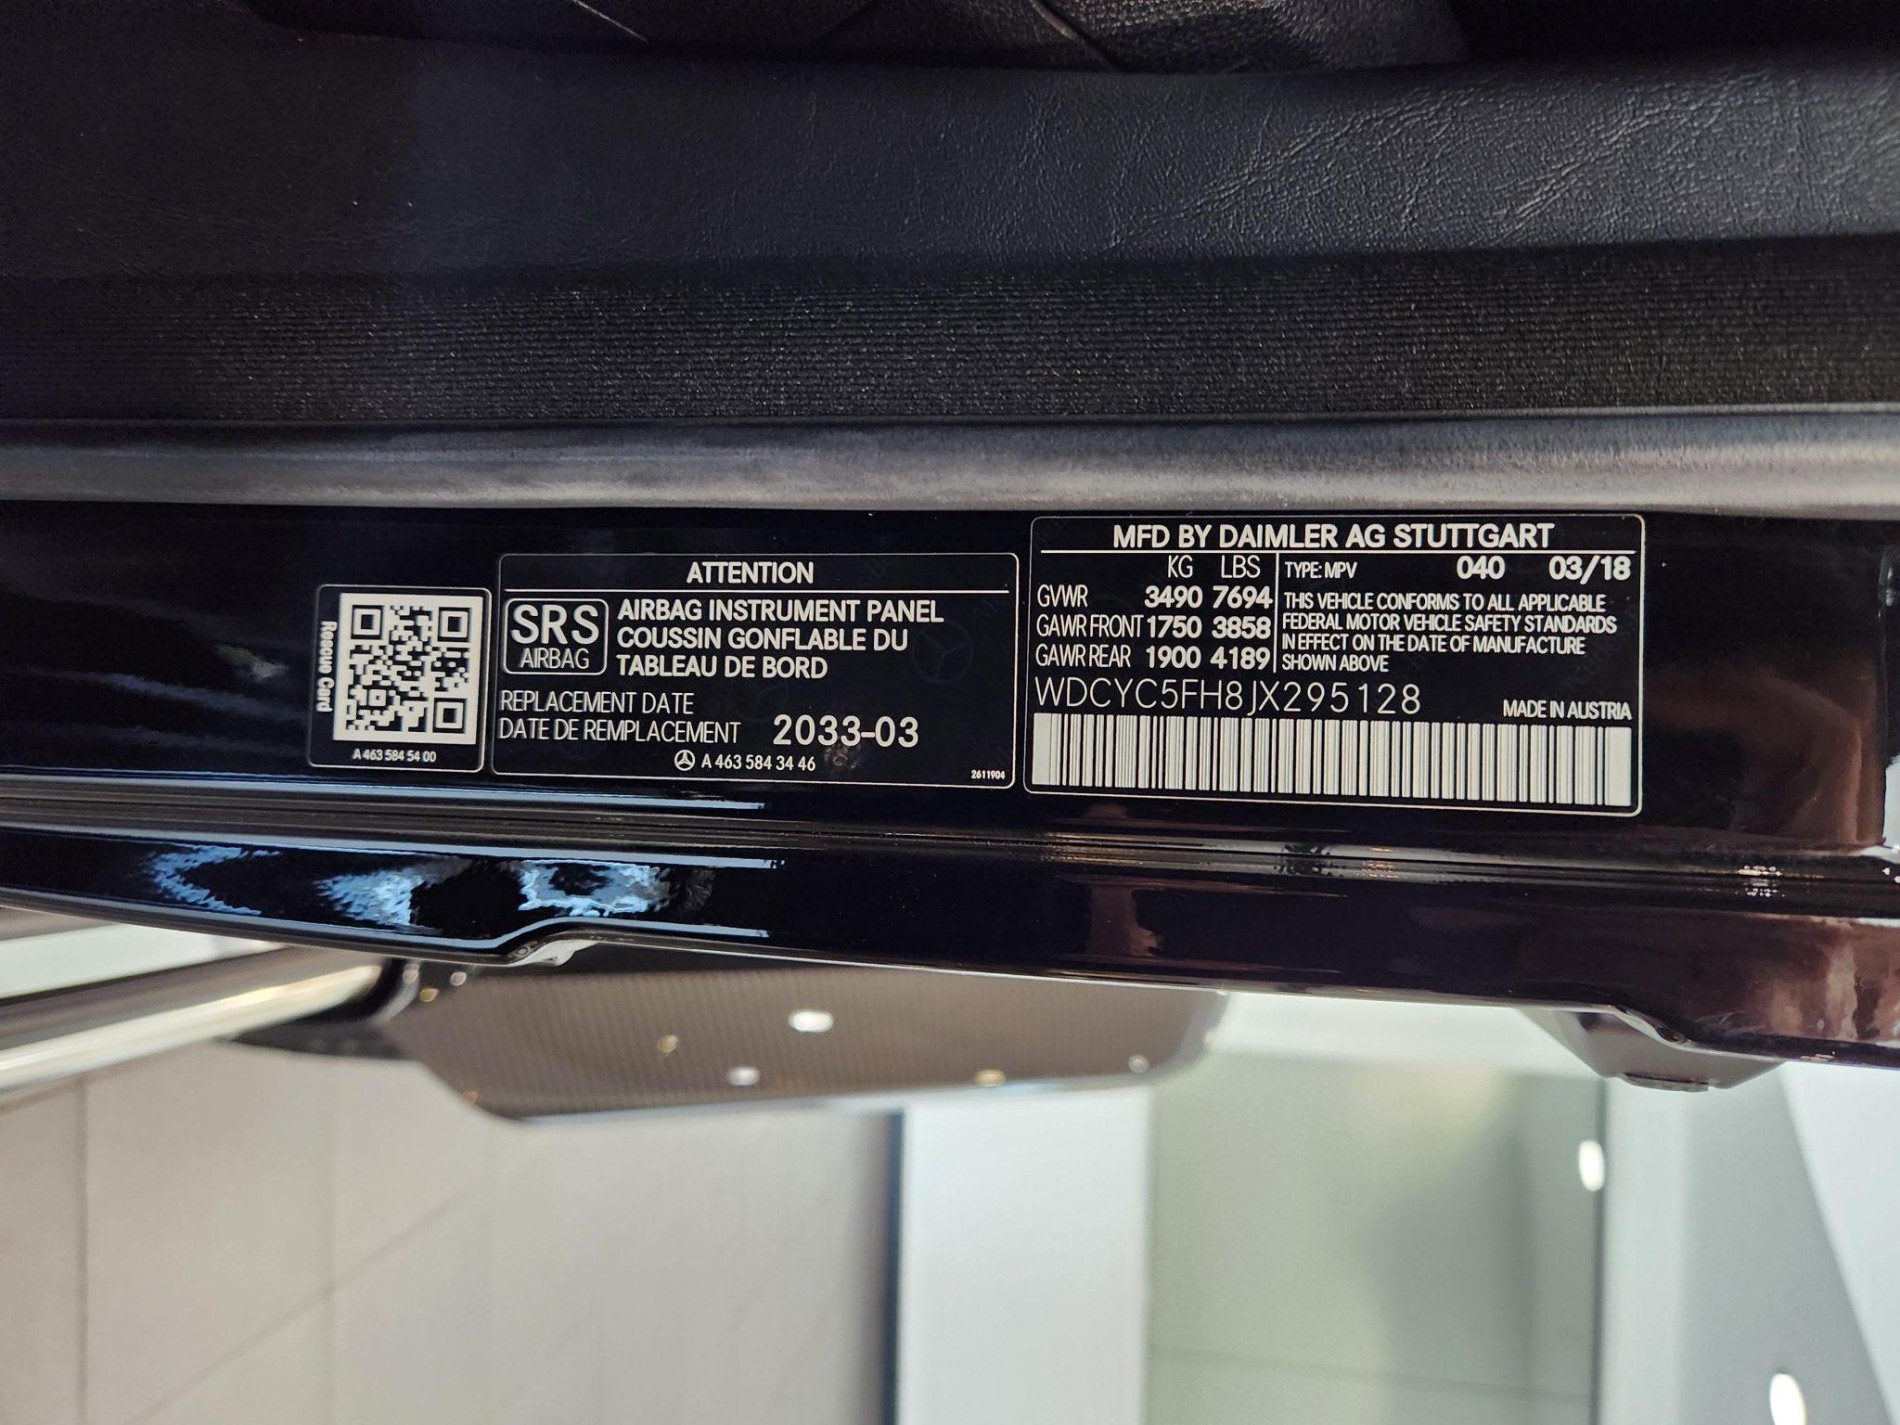 Rescue Card
A 463 584 54 00
ATTENTION
SRS
AIRBAG
AIRBAG INSTRUMENT PANEL
COUSSIN GONFLABLE DU
TABLEAU DE BORD
REPLACEMENT DATE
DATE DE REMPLACEMENT 2033-03
A 463 584 34 46
2611904
MFD BY DAIMLER AG STUTTGART
KG LBS
GVWR 3490 7694
GAWR FRONT 1750 3858
GAWR REAR 1900 4189
TYPE: MPV 040 03/18
THIS VEHICLE CONFORMS TO ALL APPLICABLE
FEDERAL MOTOR VEHICLE SAFETY STANDARDS
IN EFFECT ON THE DATE OF MANUFACTURE
SHOWN ABOVE
WDCYC5FH8JX295128
MADE IN AUSTRIA